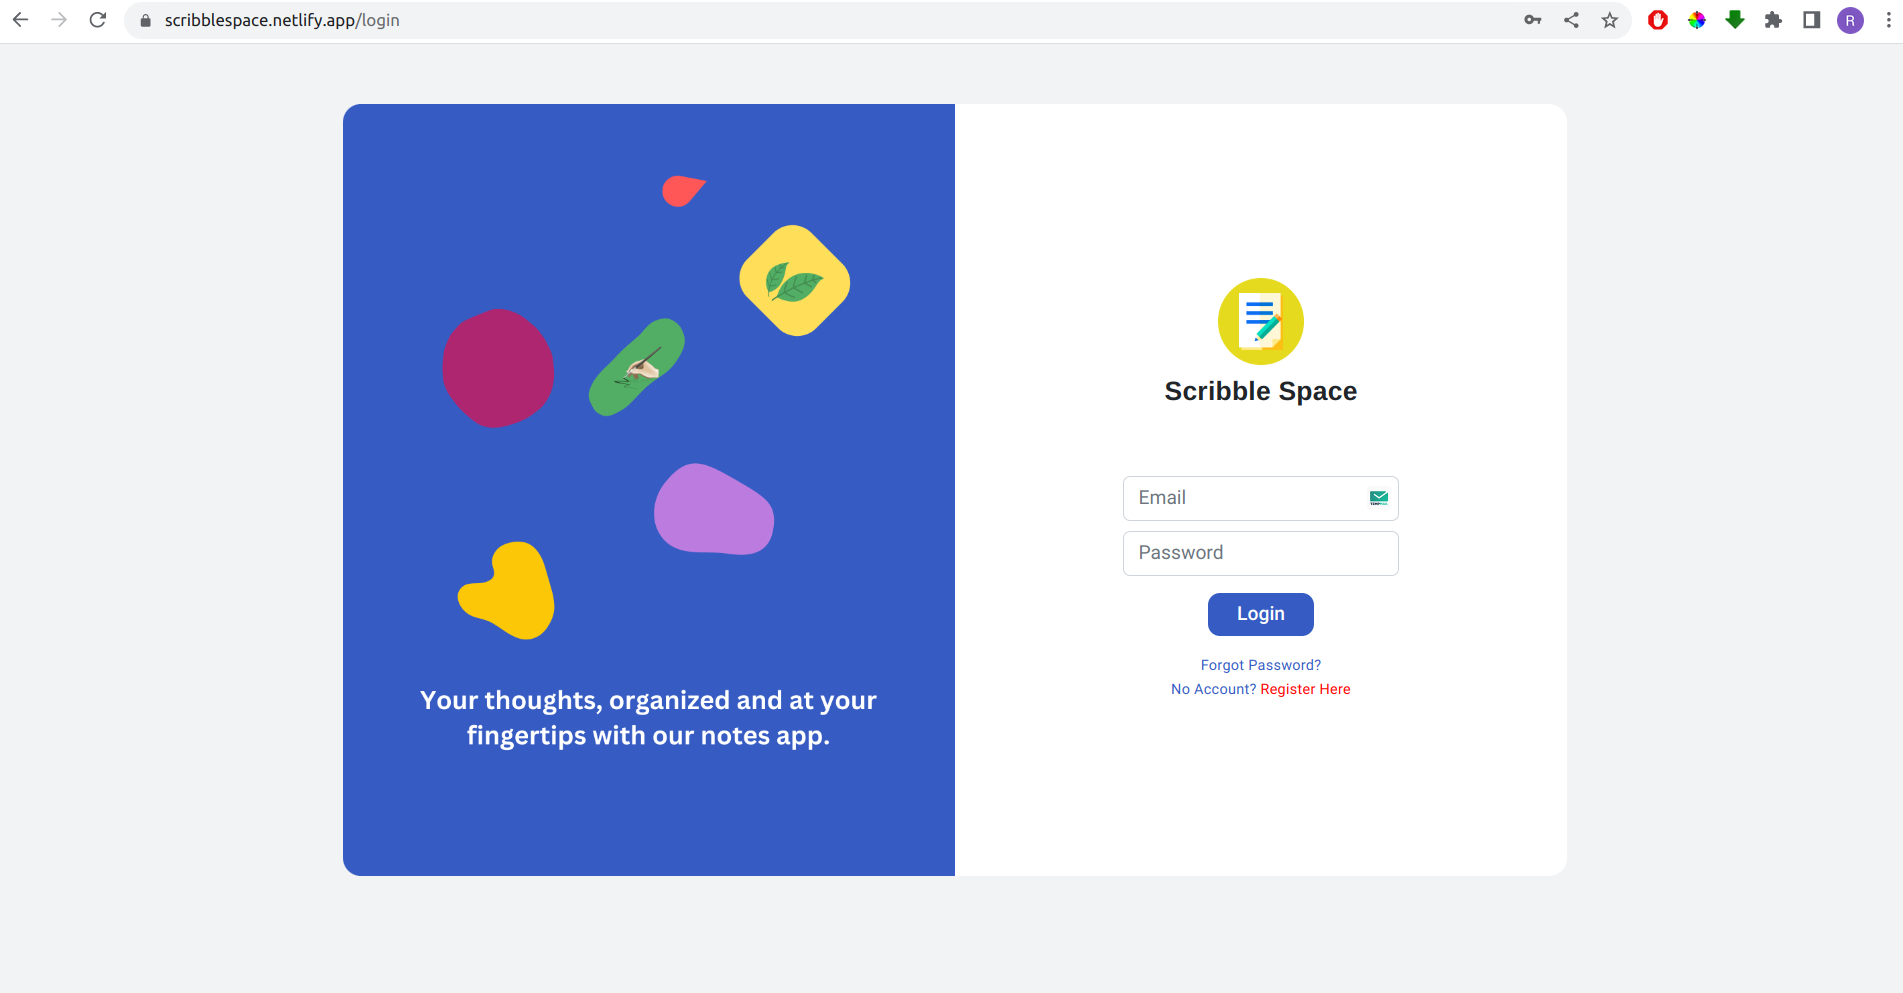 scribblespace.netlify.app/login
R
Your thoughts, organized and at your
fingertips with our notes app.
Scribble Space
Email
Password
Login
Forgot Password?
No Account? Register Here